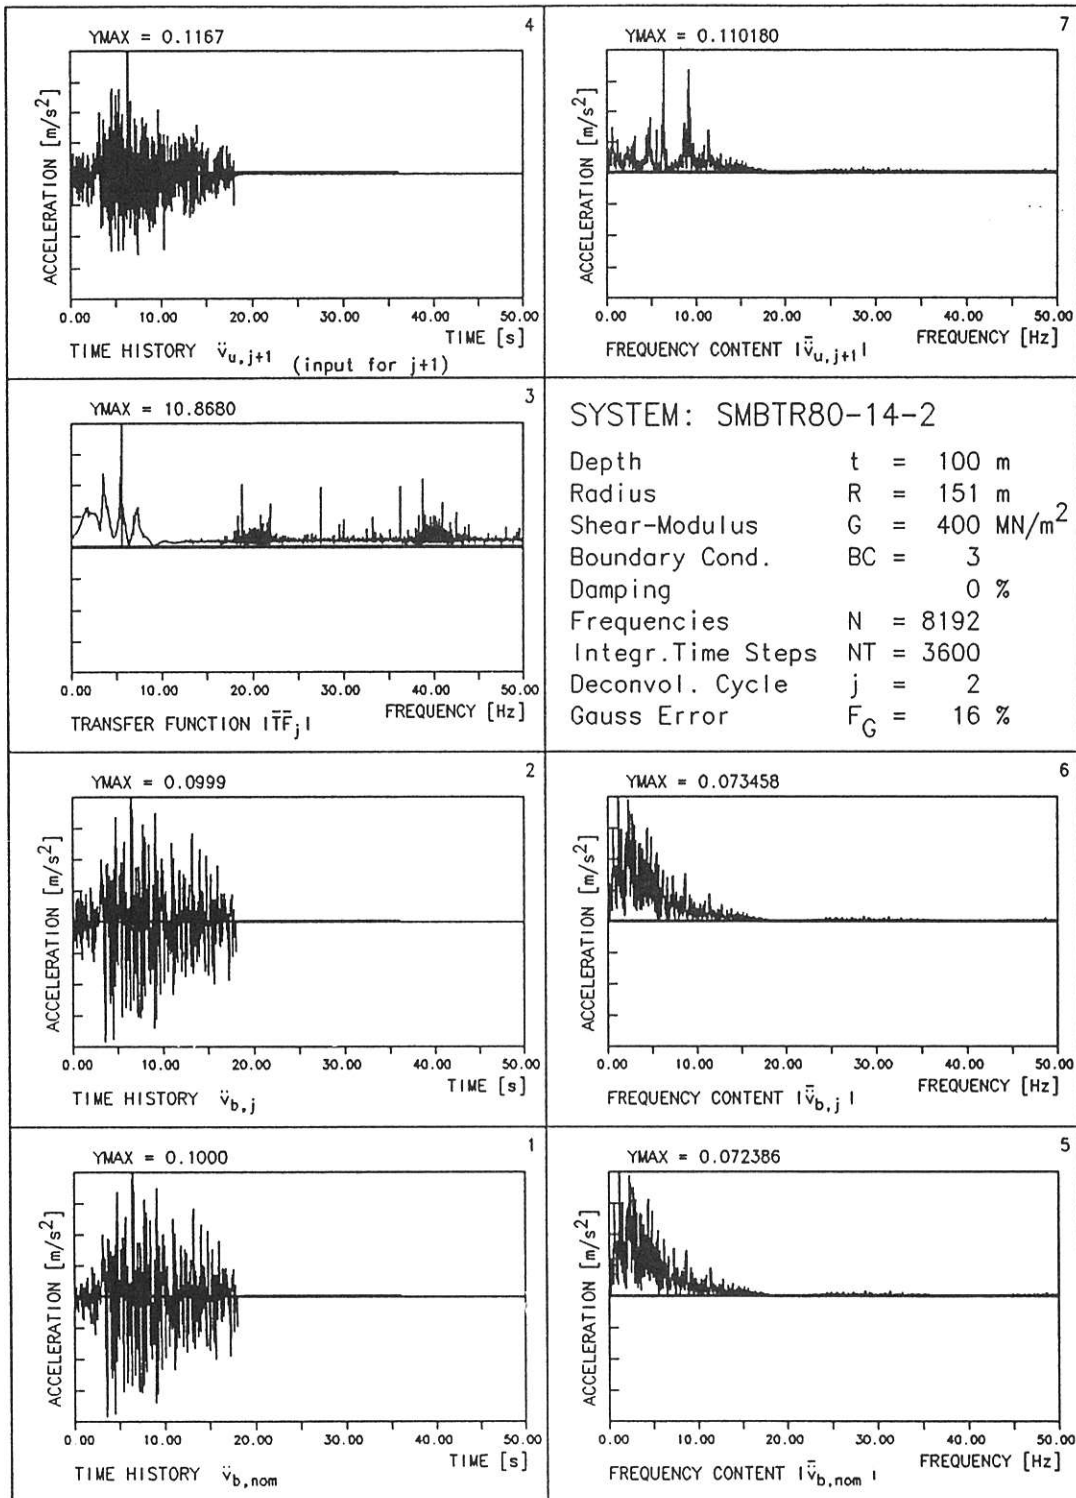 4
YMAX = 0.1167
ACCELERATION [m/s²]
0.00 10.00 20.00 30.00 40.00 50.00
TIME [s]
TIME HISTORY v̈u,j+1 (input for j+1)
7
YMAX = 0.110180
ACCELERATION [m/s²]
0.00 10.00 20.00 30.00 40.00 50.00
FREQUENCY [Hz]
FREQUENCY CONTENT |v̈̄u,j+1|
3
YMAX = 10.8680
0.00 10.00 20.00 30.00 40.00 50.00
FREQUENCY [Hz]
TRANSFER FUNCTION |T̄F̄j|
SYSTEM: SMBTR80-14-2
Depth t = 100 m
Radius R = 151 m
Shear-Modulus G = 400 MN/m²
Boundary Cond. BC = 3
Damping 0 %
Frequencies N = 8192
Integr.Time Steps NT = 3600
Deconvol. Cycle j = 2
Gauss Error FG = 16 %
2
YMAX = 0.0999
ACCELERATION [m/s²]
0.00 10.00 20.00 30.00 40.00 50.00
TIME [s]
TIME HISTORY v̈b,j
6
YMAX = 0.073458
ACCELERATION [m/s²]
0.00 10.00 20.00 30.00 40.00 50.00
FREQUENCY [Hz]
FREQUENCY CONTENT |v̈̄b,j|
1
YMAX = 0.1000
ACCELERATION [m/s²]
0.00 10.00 20.00 30.00 40.00 50.00
TIME [s]
TIME HISTORY v̈b,nom
5
YMAX = 0.072386
ACCELERATION [m/s²]
0.00 10.00 20.00 30.00 40.00 50.00
FREQUENCY [Hz]
FREQUENCY CONTENT |v̈̄b,nom|